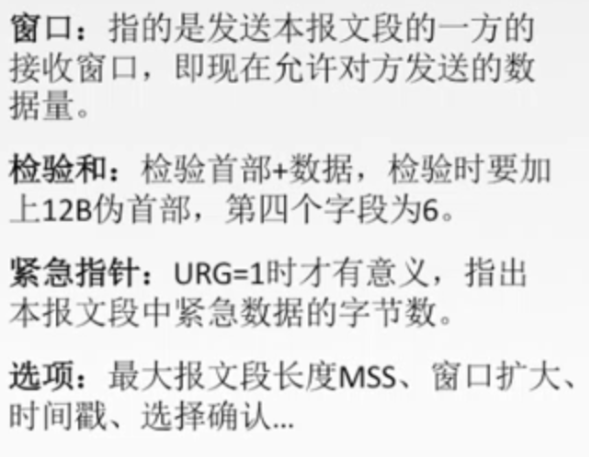 窗口：指的是发送本报文段的一方的
接收窗口，即现在允许对方发送的数
据量。
检验和：检验首部+数据，检验时要加
上12B伪首部，第四个字段为6。
紧急指针：URG=1时才有意义，指出
本报文段中紧急数据的字节数。
选项：最大报文段长度MSS、窗口扩大、
时间戳、选择确认...